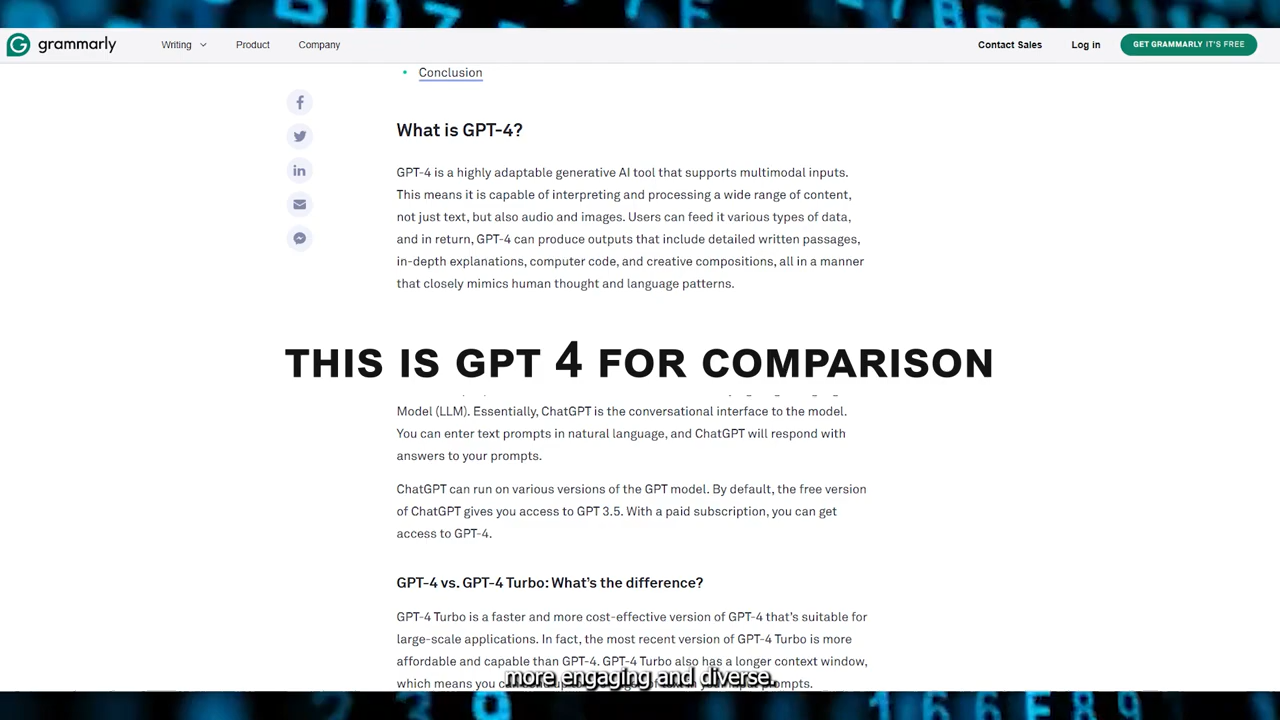 grammarly
Writing
Product
Company
Contact Sales
Log in
GET GRAMMARLY IT'S FREE
Conclusion
What is GPT-4?
GPT-4 is a highly adaptable generative AI tool that supports multimodal inputs.
This means it is capable of interpreting and processing a wide range of content,
not just text, but also audio and images. Users can feed it various types of data,
and in return, GPT-4 can produce outputs that include detailed written passages,
in-depth explanations, computer code, and creative compositions, all in a manner
that closely mimics human thought and language patterns.
THIS IS GPT 4 FOR COMPARISON
Model (LLM). Essentially, ChatGPT is the conversational interface to the model.
You can enter text prompts in natural language, and ChatGPT will respond with
answers to your prompts.
ChatGPT can run on various versions of the GPT model. By default, the free version
of ChatGPT gives you access to GPT 3.5. With a paid subscription, you can get
access to GPT-4.
GPT-4 vs. GPT-4 Turbo: What's the difference?
GPT-4 Turbo is a faster and more cost-effective version of GPT-4 that's suitable for
large-scale applications. In fact, the most recent version of GPT-4 Turbo is more
affordable and capable than GPT-4. GPT-4 Turbo also has a longer context window,
which means you prompts.
more engaging and diverse.